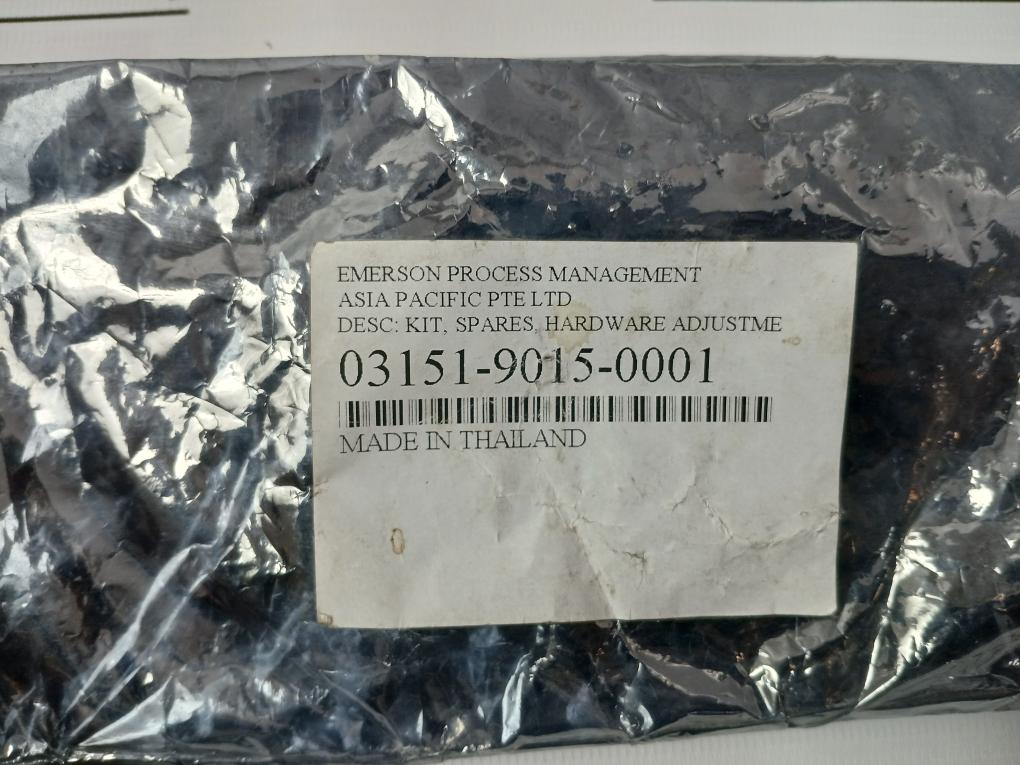 EMERSON PROCESS MANAGEMENT
ASIA PACIFIC PTE LTD
DESC: KIT, SPARES, HARDWARE ADJUSTME
03151-9015-0001
MADE IN THAILAND